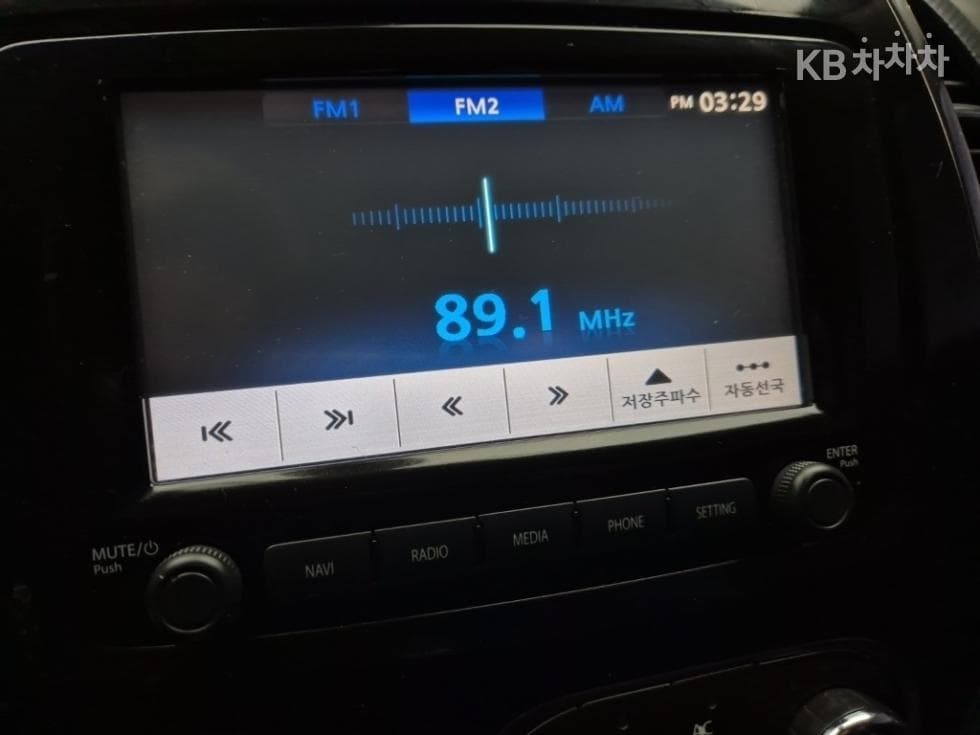 KB차차차
FM1 FM2 AM PM 03:29
89.1 MHz
저장주파수 자동선국
ENTER
Push
MUTE/
Push
NAVI RADIO MEDIA PHONE SETTING